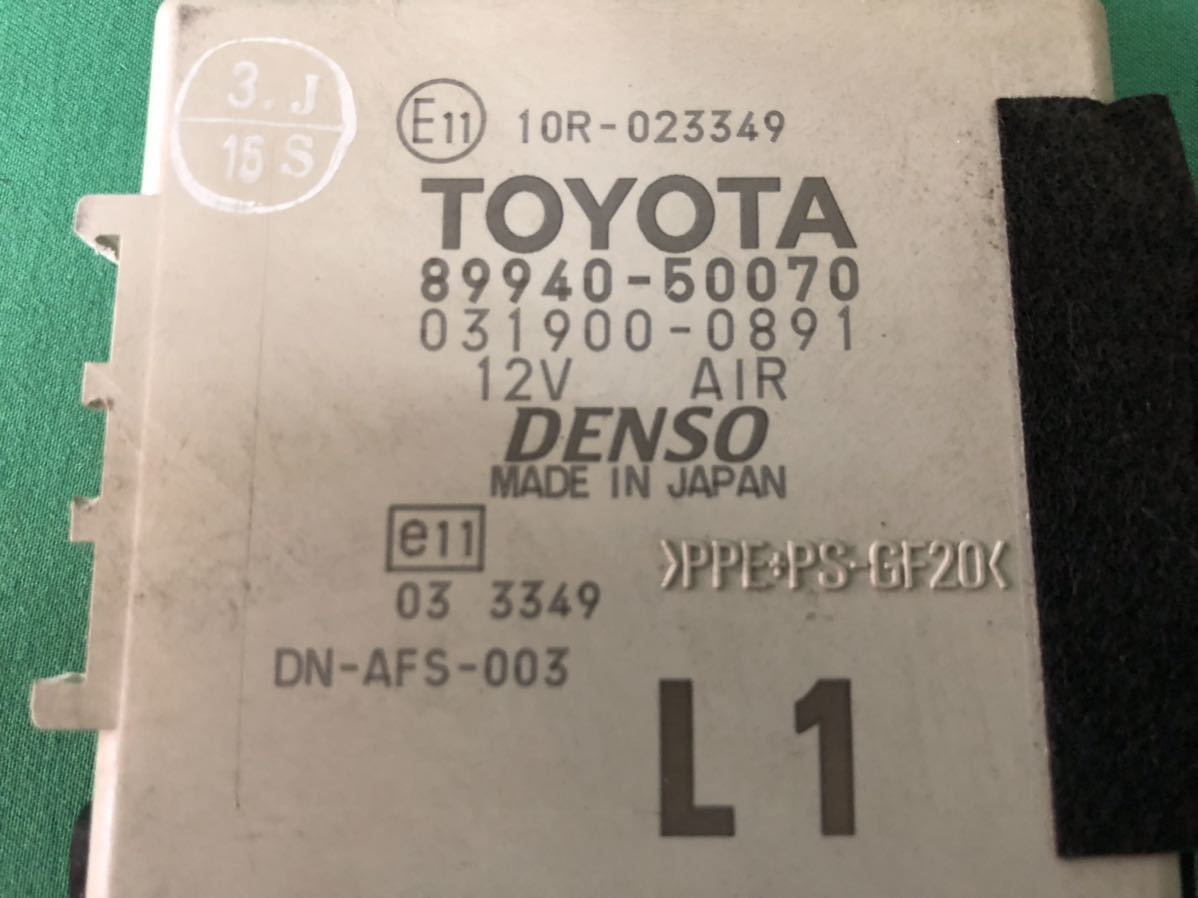 3. J
15 S
E11 10R-023349
TOYOTA
89940-50070
031900-0891
12V AIR
DENSO
MADE IN JAPAN
e11
>PPE+PS-GF20<
03 3349
DN-AFS-003
L1